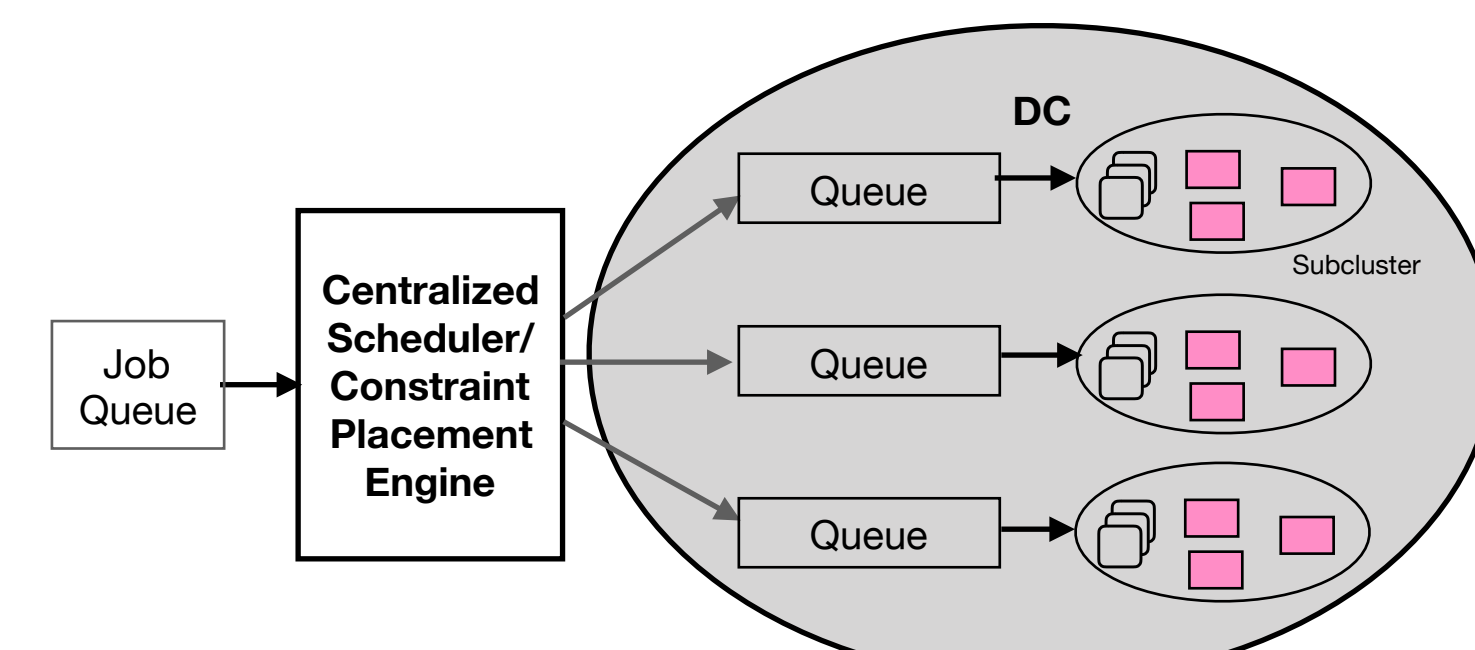 Job
Queue
Centralized
Scheduler/
Constraint
Placement
Engine
DC
Queue
Subcluster
Queue
Queue